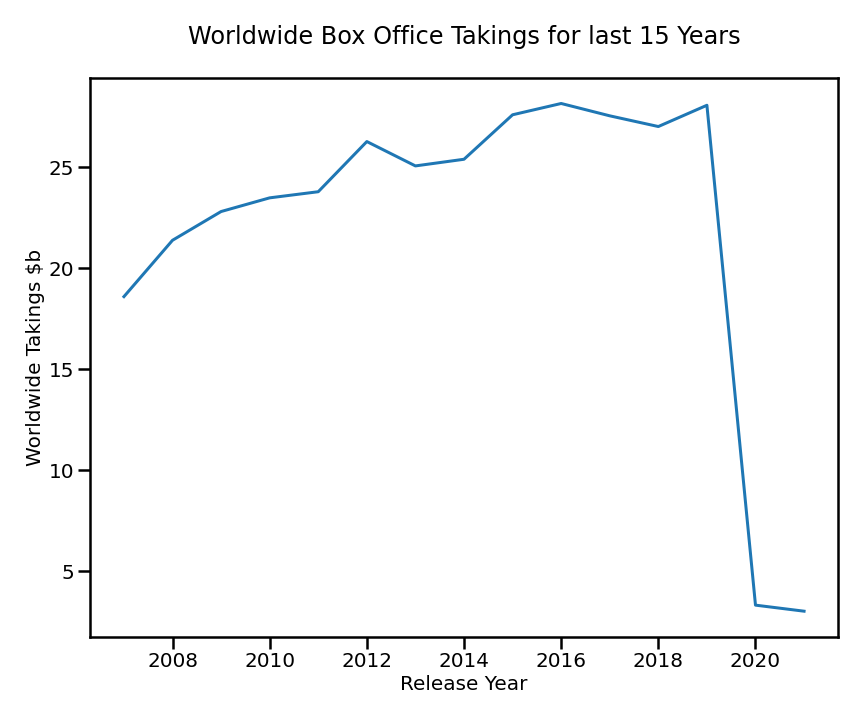 Worldwide Box Office Takings for last 15 Years
Worldwide Takings $b
25
20
15
10
5
2008 2010 2012 2014 2016 2018 2020
Release Year